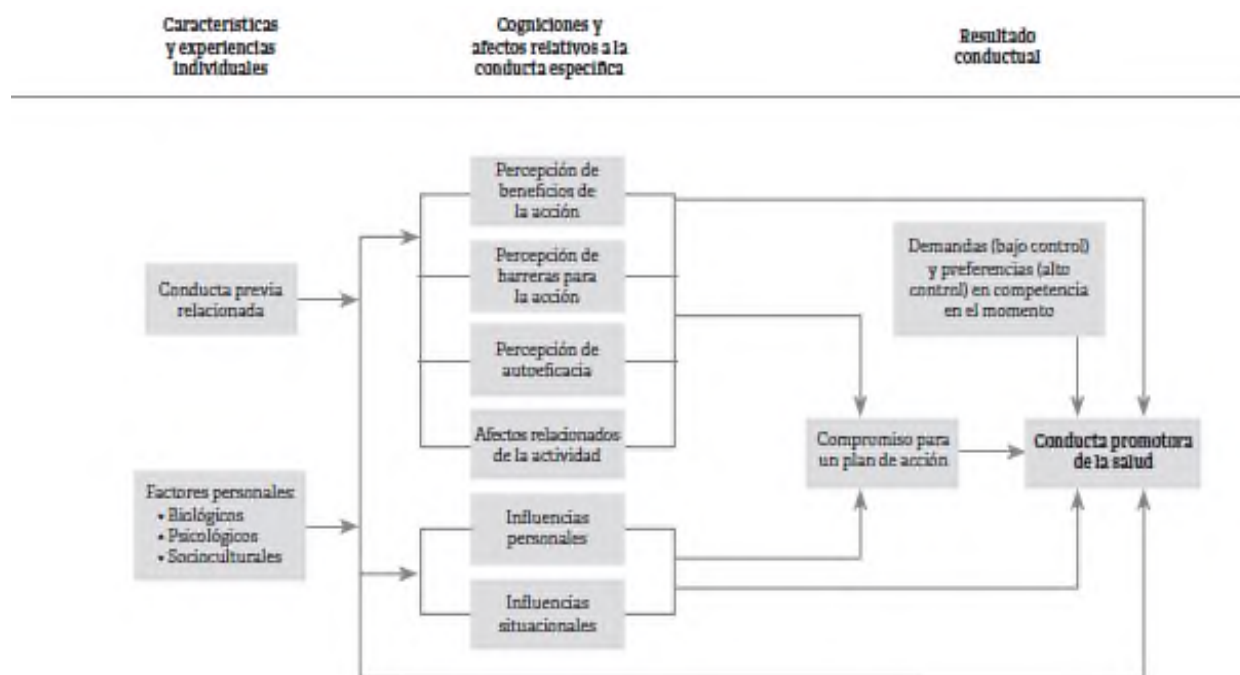 Características
y experiencias
individuales
Cogniciones y
afectos relativos a la
conducta específica
Resultado
conductual
Percepción de
beneficios de
la acción
Percepción de
barreras para
la acción
Percepción de
autoeficacia
Afectos relacionados
de la actividad
Influencias
personales
Influencias
situacionales
Conducta previa
relacionada
Factores personales:
• Biológicos
• Psicológicos
• Socioculturales
Demandas (bajo control)
y preferencias (alto
control) en competencia
en el momento
Compromiso para
un plan de acción
Conducta promotora
de la salud